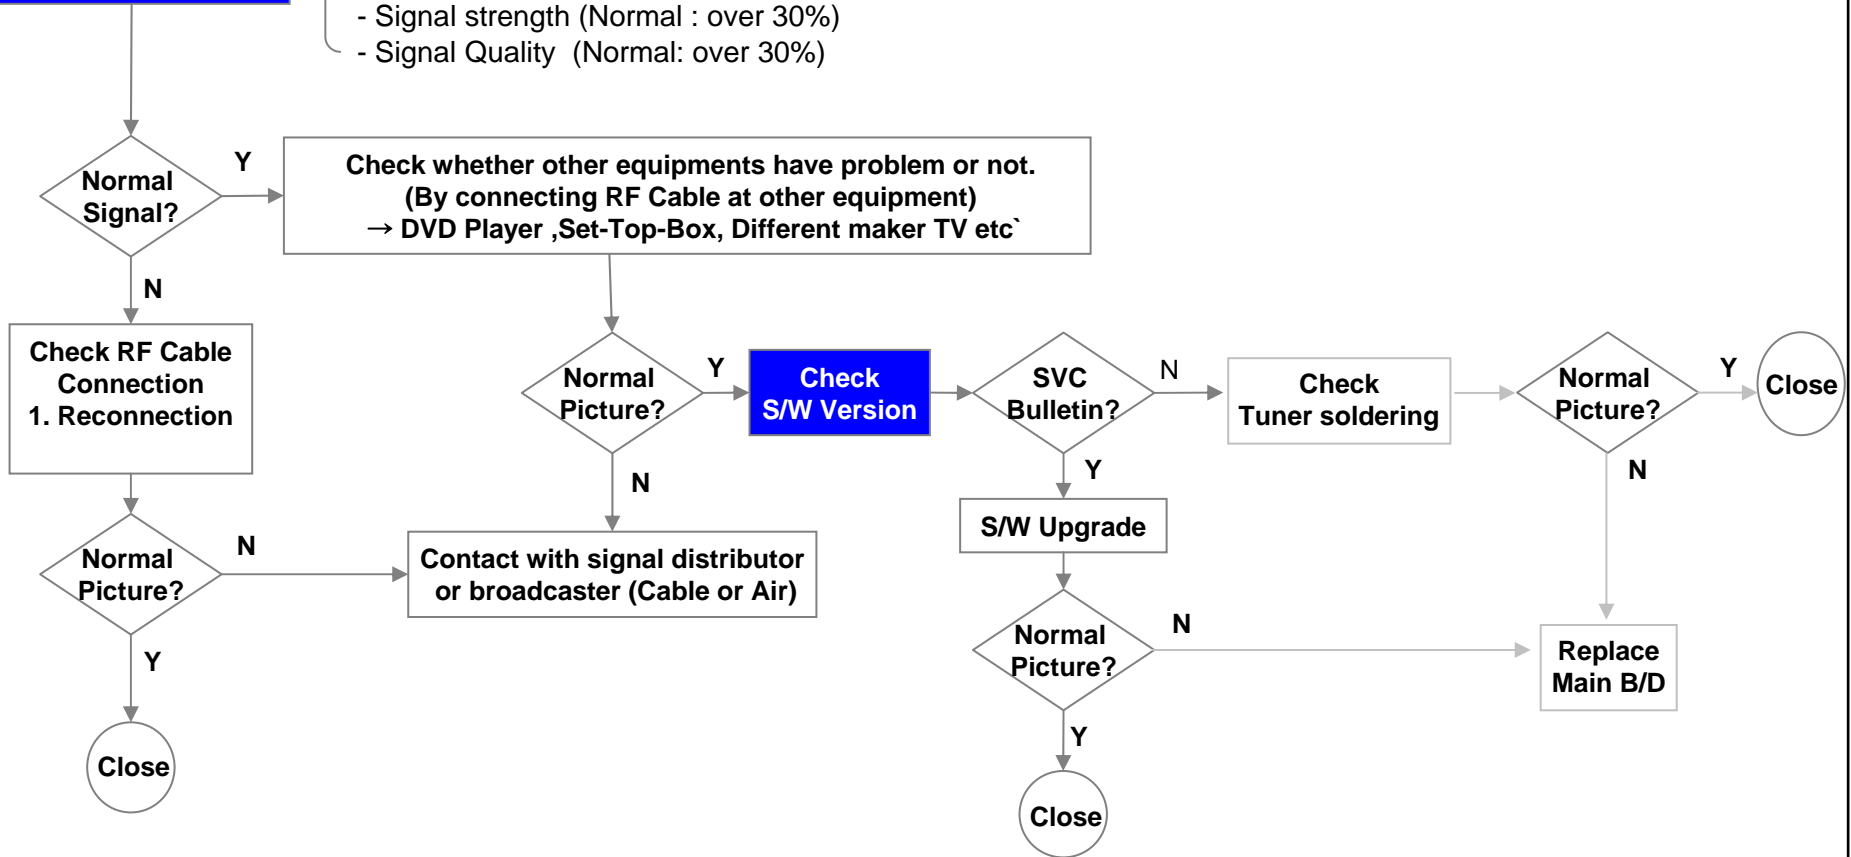 - Signal strength (Normal : over 30%)
- Signal Quality  (Normal: over 30%)
Normal
Signal?
Y
N
Check whether other equipments have problem or not.
(By connecting RF Cable at other equipment)
→ DVD Player ,Set-Top-Box, Different maker TV etc`
Check RF Cable
Connection
1. Reconnection
Normal
Picture?
N
Y
Close
Normal
Picture?
Y
N
Contact with signal distributor
or broadcaster (Cable or Air)
Check
S/W Version
SVC
Bulletin?
N
Y
S/W Upgrade
Normal
Picture?
N
Y
Close
Check
Tuner soldering
Normal
Picture?
Y
N
Close
Replace
Main B/D